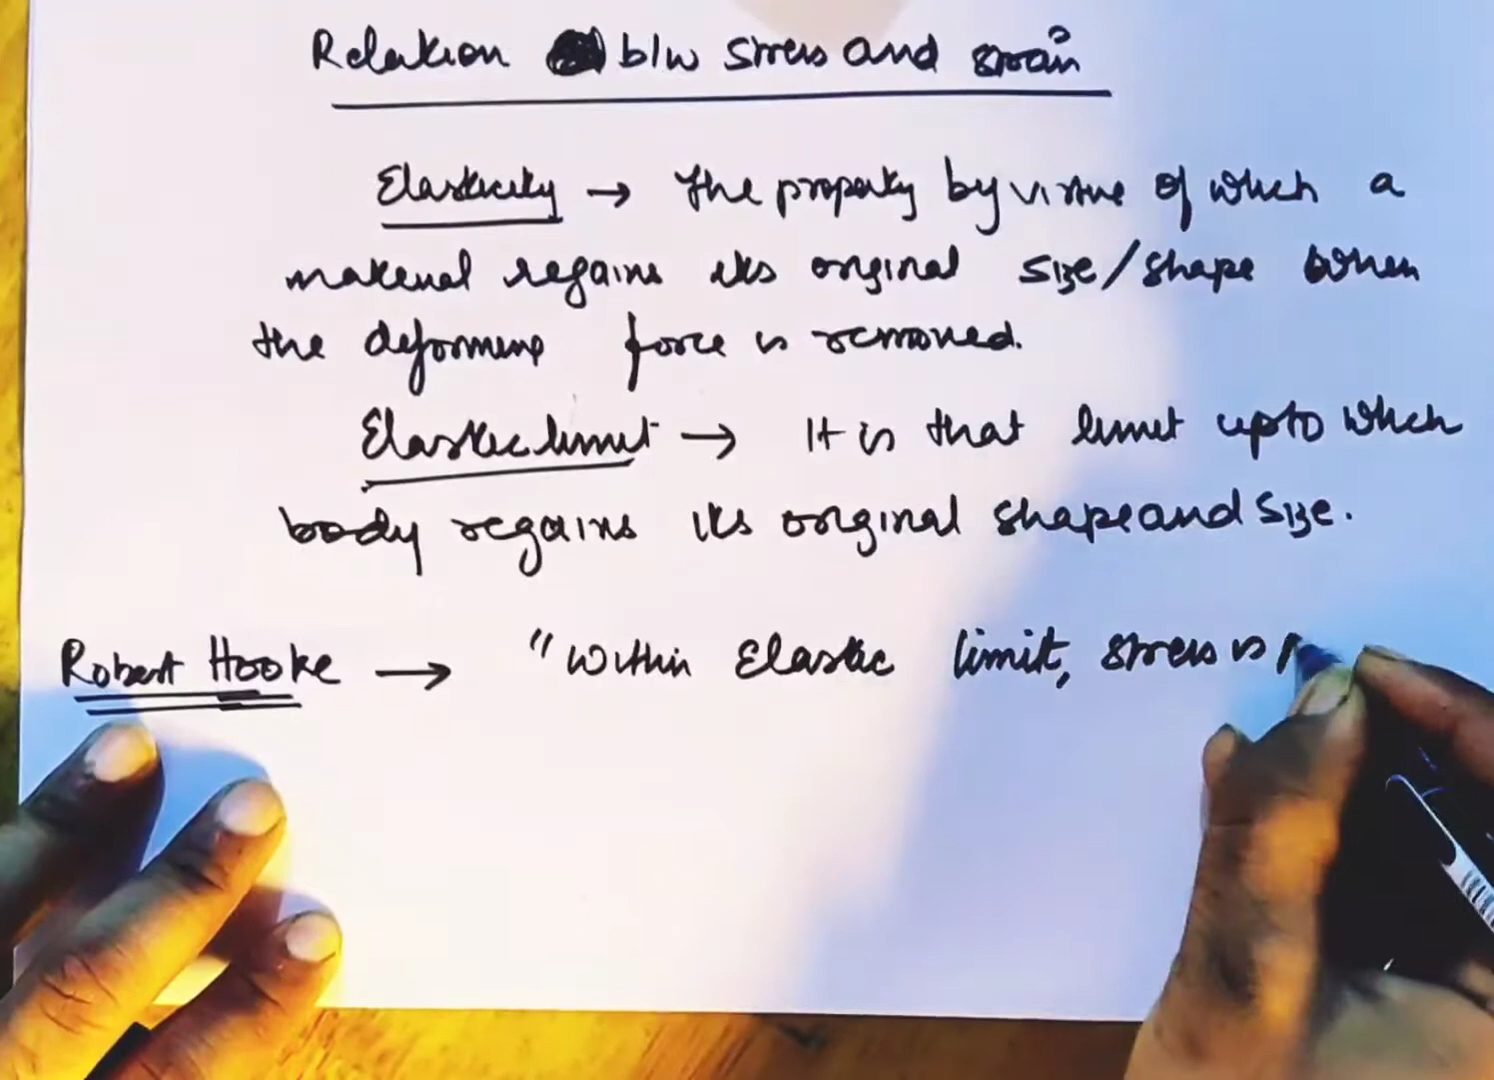 Relation b/w stress and strain
Elasticity → The property by virtue of which a
material regains its original size/shape when
the deforming force is removed.
Elastic limit → It is that limit upto which
body regains its original shape and size.
Robert Hooke → "Within Elastic limit, stress is